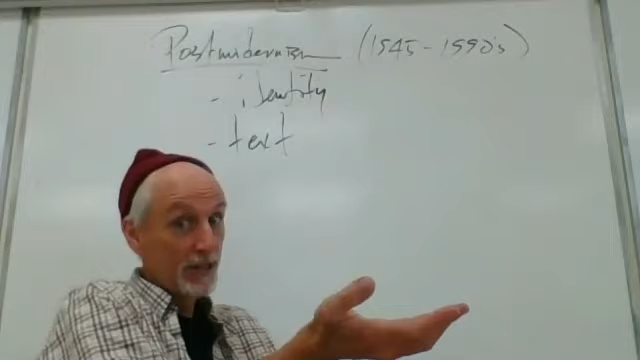 Postmodernism (1945-1990's)
- identity
- text